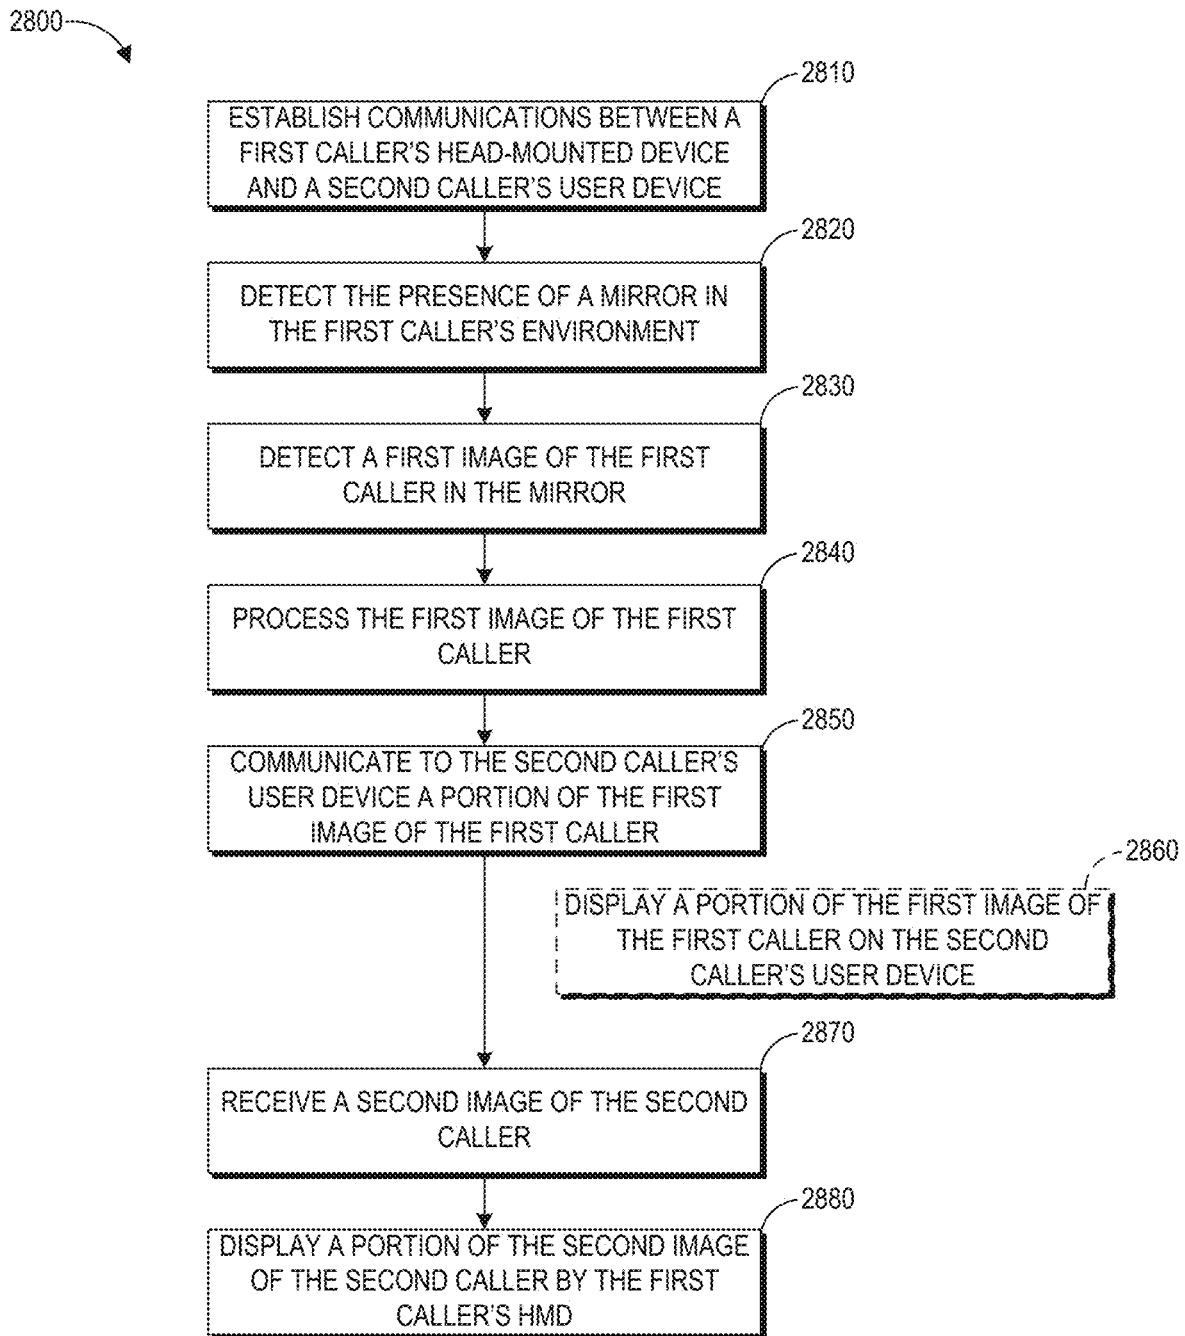 2800
2810
ESTABLISH COMMUNICATIONS BETWEEN A
FIRST CALLER'S HEAD-MOUNTED DEVICE
AND A SECOND CALLER'S USER DEVICE
2820
DETECT THE PRESENCE OF A MIRROR IN
THE FIRST CALLER'S ENVIRONMENT
2830
DETECT A FIRST IMAGE OF THE FIRST
CALLER IN THE MIRROR
2840
PROCESS THE FIRST IMAGE OF THE FIRST
CALLER
2850
COMMUNICATE TO THE SECOND CALLER'S
USER DEVICE A PORTION OF THE FIRST
IMAGE OF THE FIRST CALLER
2860
DISPLAY A PORTION OF THE FIRST IMAGE OF
THE FIRST CALLER ON THE SECOND
CALLER'S USER DEVICE
2870
RECEIVE A SECOND IMAGE OF THE SECOND
CALLER
2880
DISPLAY A PORTION OF THE SECOND IMAGE
OF THE SECOND CALLER BY THE FIRST
CALLER'S HMD